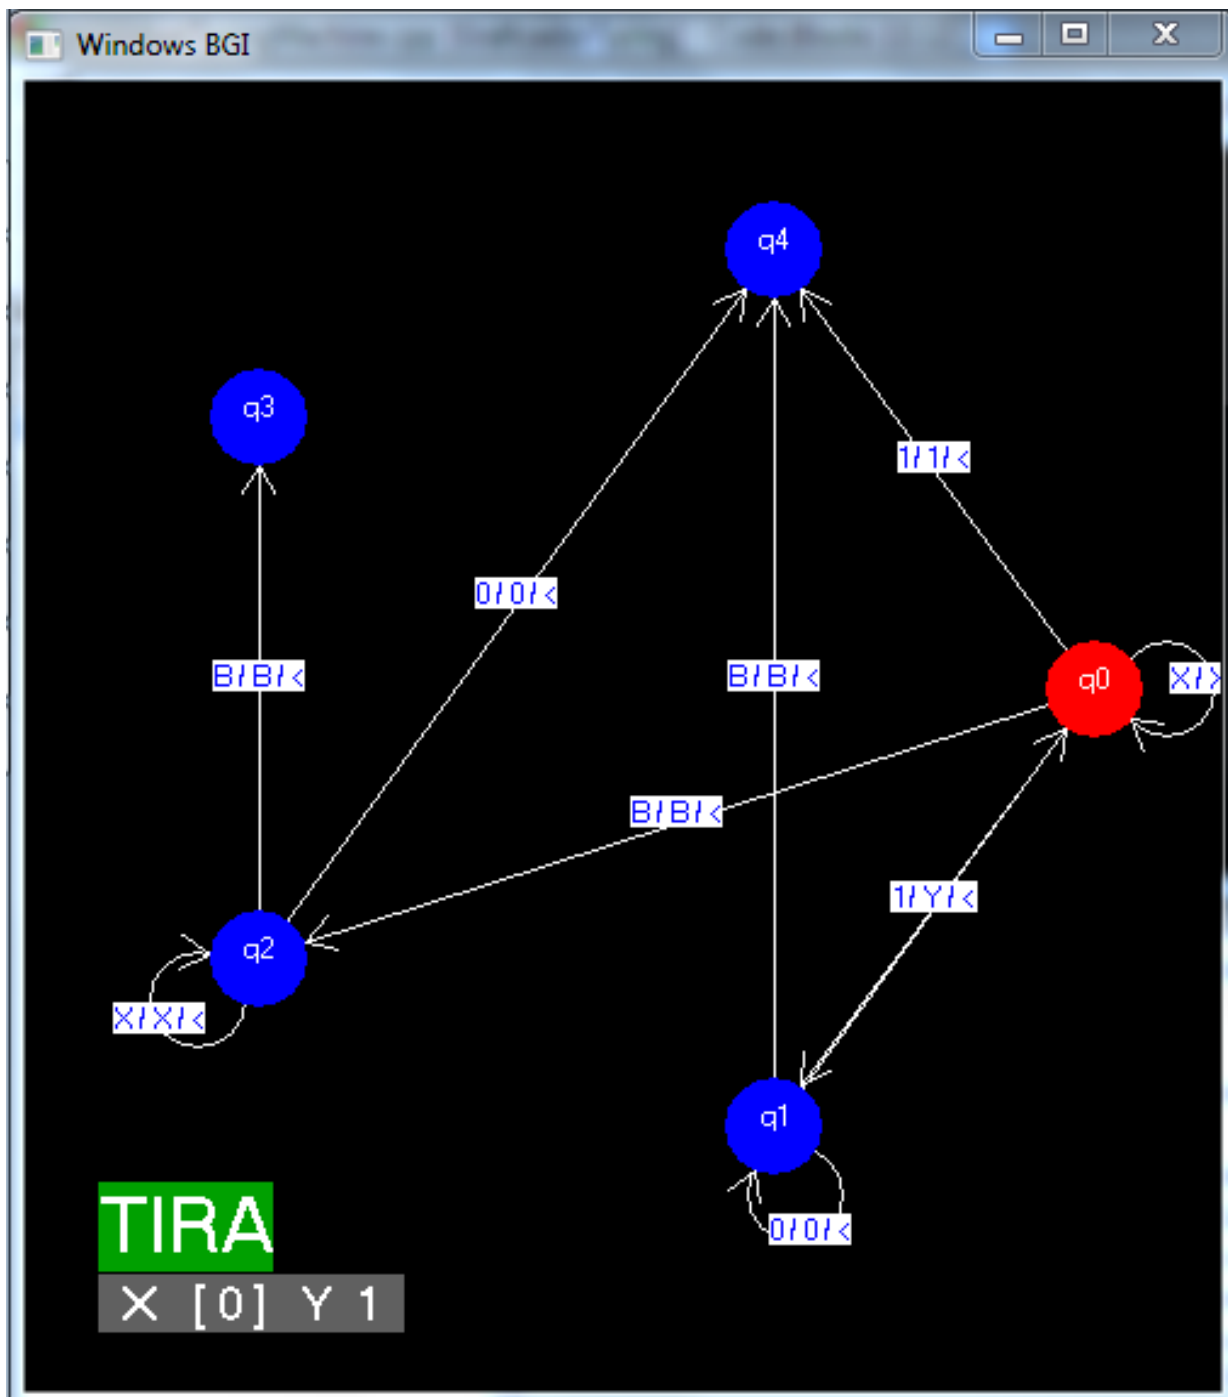 Windows BGI
q4
q3
1/1/<
0/0/<
B/B/<
B/B/<
q0
X/
B/B/<
1/Y/<
q2
X/X/<
q1
0/0/<
TIRA
X [0] Y 1